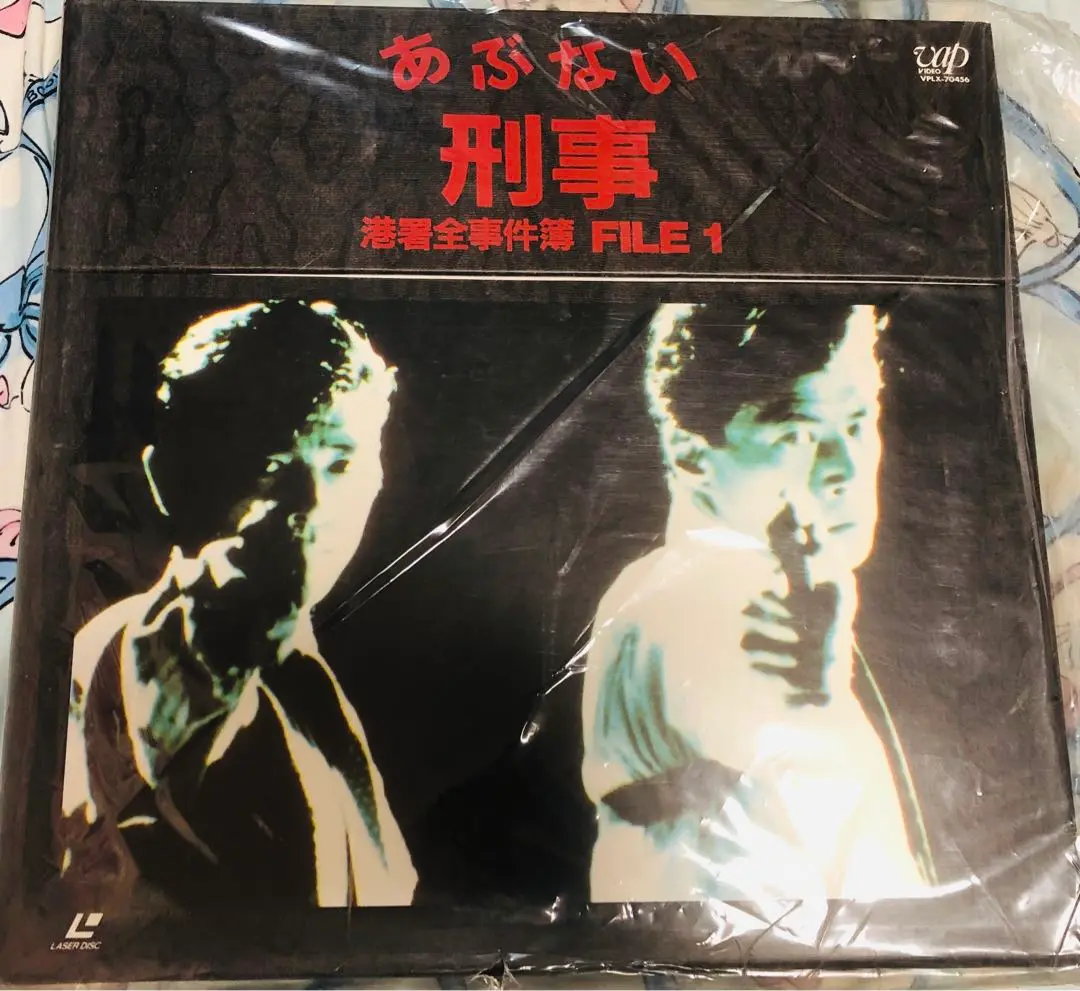 あぶない
刑事
港署全事件簿 FILE 1
vap
VIDEO
VPLX-70456
LASER DISC